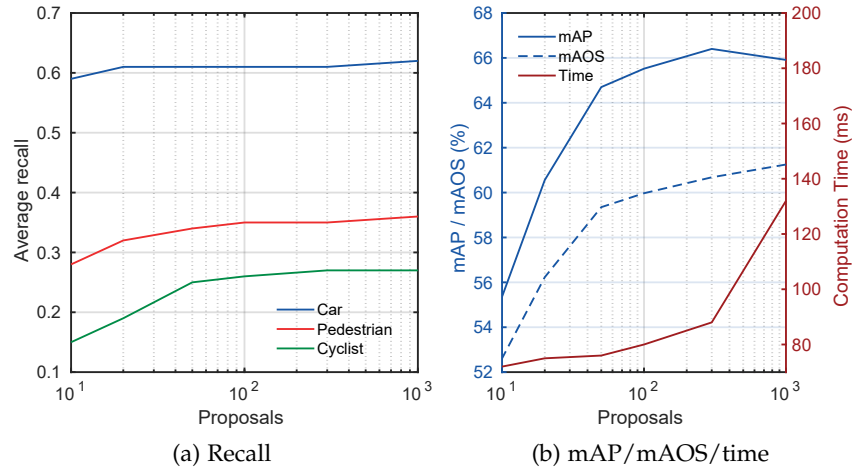 0.7
0.6
0.5
0.4
0.3
0.2
0.1
Average recall
Car
Pedestrian
Cyclist
10^1
10^2
10^3
Proposals
(a) Recall
68
66
64
62
60
58
56
54
52
mAP / mAOS (%)
mAP
mAOS
Time
200
180
160
140
120
100
80
Computation Time (ms)
10^1
10^2
10^3
Proposals
(b) mAP/mAOS/time